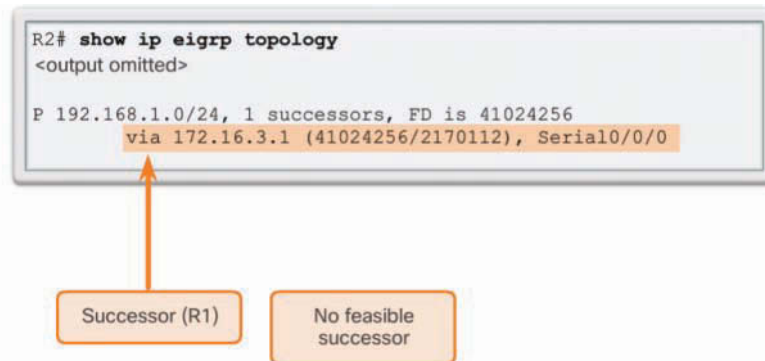 R2# show ip eigrp topology
<output omitted>
P 192.168.1.0/24, 1 successors, FD is 41024256
via 172.16.3.1 (41024256/2170112), Serial0/0/0
Successor (R1)
No feasible
successor